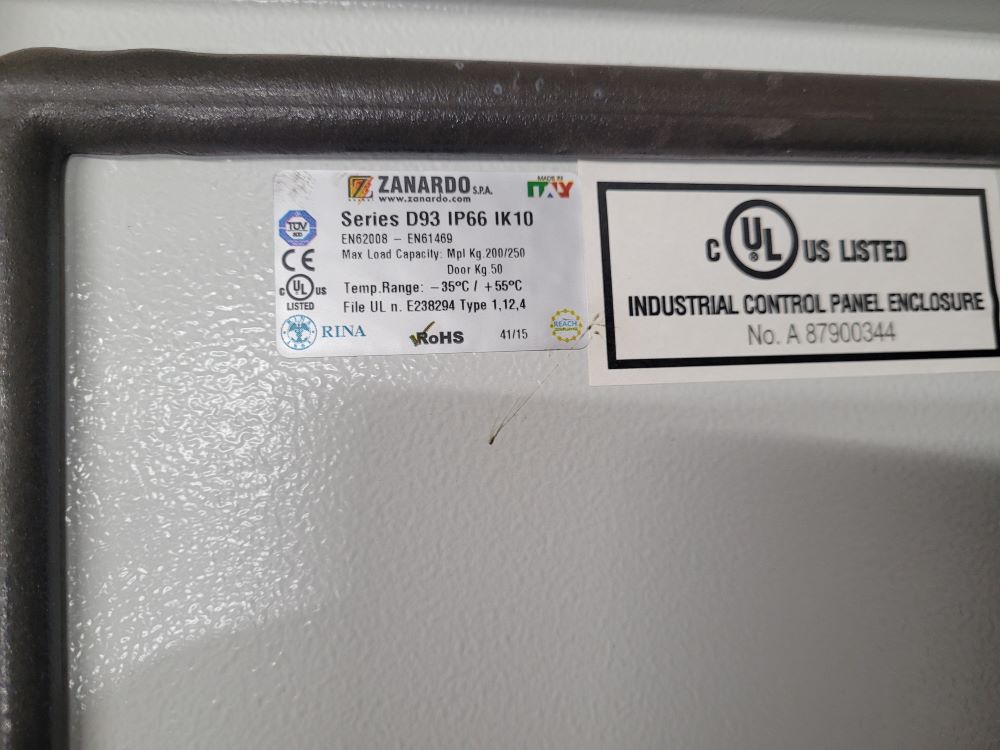 ZANARDO S.P.A.
www.zanardo.com
MADE IN
ITALY
Series D93 IP66 IK10
EN62008 - EN61469
Max Load Capacity: Mpl Kg.200/250
Door Kg.50
Temp.Range: -35°C / +55°C
File UL n. E238294 Type 1,12,4
TÜV
CE
C UL US
LISTED
RINA
RoHS
41/15
REACH
C UL US LISTED
INDUSTRIAL CONTROL PANEL ENCLOSURE
No. A 87900344